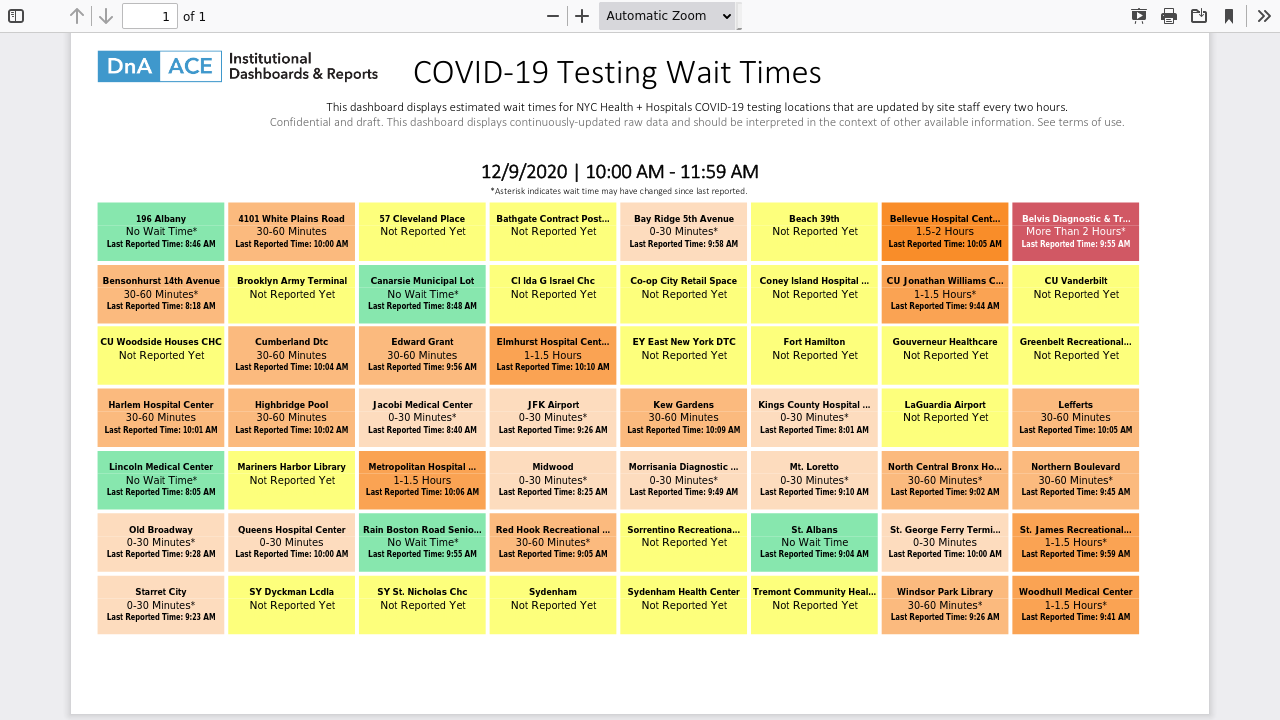 1 of 1 Automatic Zoom
DnA ACE Institutional Dashboards & Reports
COVID-19 Testing Wait Times
This dashboard displays estimated wait times for NYC Health + Hospitals COVID-19 testing locations that are updated by site staff every two hours.
Confidential and draft. This dashboard displays continuously-updated raw data and should be interpreted in the context of other available information. See terms of use.
12/9/2020 | 10:00 AM - 11:59 AM
*Asterisk indicates wait time may have changed since last reported.
196 Albany
No Wait Time*
Last Reported Time: 8:46 AM
4101 White Plains Road
30-60 Minutes
Last Reported Time: 10:00 AM
57 Cleveland Place
Not Reported Yet
Bathgate Contract Post...
Not Reported Yet
Bay Ridge 5th Avenue
0-30 Minutes*
Last Reported Time: 9:58 AM
Beach 39th
Not Reported Yet
Bellevue Hospital Cent...
1.5-2 Hours
Last Reported Time: 10:05 AM
Belvis Diagnostic & Tr...
More Than 2 Hours*
Last Reported Time: 9:55 AM
Bensonhurst 14th Avenue
30-60 Minutes*
Last Reported Time: 8:18 AM
Brooklyn Army Terminal
Not Reported Yet
Canarsie Municipal Lot
No Wait Time*
Last Reported Time: 8:48 AM
Cl Ida G Israel Chc
Not Reported Yet
Co-op City Retail Space
Not Reported Yet
Coney Island Hospital ...
Not Reported Yet
CU Jonathan Williams C...
1-1.5 Hours*
Last Reported Time: 9:44 AM
CU Vanderbilt
Not Reported Yet
CU Woodside Houses CHC
Not Reported Yet
Cumberland Dtc
30-60 Minutes
Last Reported Time: 10:04 AM
Edward Grant
30-60 Minutes
Last Reported Time: 9:56 AM
Elmhurst Hospital Cent...
1-1.5 Hours
Last Reported Time: 10:10 AM
EY East New York DTC
Not Reported Yet
Fort Hamilton
Not Reported Yet
Gouverneur Healthcare
Not Reported Yet
Greenbelt Recreational...
Not Reported Yet
Harlem Hospital Center
30-60 Minutes
Last Reported Time: 10:01 AM
Highbridge Pool
30-60 Minutes
Last Reported Time: 10:02 AM
Jacobi Medical Center
0-30 Minutes*
Last Reported Time: 8:40 AM
JFK Airport
0-30 Minutes*
Last Reported Time: 9:26 AM
Kew Gardens
30-60 Minutes
Last Reported Time: 10:09 AM
Kings County Hospital ...
0-30 Minutes*
Last Reported Time: 8:01 AM
LaGuardia Airport
Not Reported Yet
Lefferts
30-60 Minutes
Last Reported Time: 10:05 AM
Lincoln Medical Center
No Wait Time*
Last Reported Time: 8:05 AM
Mariners Harbor Library
Not Reported Yet
Metropolitan Hospital ...
1-1.5 Hours
Last Reported Time: 10:06 AM
Midwood
0-30 Minutes*
Last Reported Time: 8:25 AM
Morrisania Diagnostic ...
0-30 Minutes*
Last Reported Time: 9:49 AM
Mt. Loretto
0-30 Minutes*
Last Reported Time: 9:10 AM
North Central Bronx Ho...
30-60 Minutes*
Last Reported Time: 9:02 AM
Northern Boulevard
30-60 Minutes*
Last Reported Time: 9:45 AM
Old Broadway
0-30 Minutes*
Last Reported Time: 9:28 AM
Queens Hospital Center
0-30 Minutes
Last Reported Time: 10:00 AM
Rain Boston Road Senio...
No Wait Time*
Last Reported Time: 9:55 AM
Red Hook Recreational ...
30-60 Minutes*
Last Reported Time: 9:05 AM
Sorrentino Recreationa...
Not Reported Yet
St. Albans
No Wait Time
Last Reported Time: 9:04 AM
St. George Ferry Termi...
0-30 Minutes
Last Reported Time: 10:00 AM
St. James Recreational...
1-1.5 Hours*
Last Reported Time: 9:59 AM
Starret City
0-30 Minutes*
Last Reported Time: 9:23 AM
SY Dyckman Lcdla
Not Reported Yet
SY St. Nicholas Chc
Not Reported Yet
Sydenham
Not Reported Yet
Sydenham Health Center
Not Reported Yet
Tremont Community Heal...
Not Reported Yet
Windsor Park Library
30-60 Minutes*
Last Reported Time: 9:26 AM
Woodhull Medical Center
1-1.5 Hours*
Last Reported Time: 9:41 AM